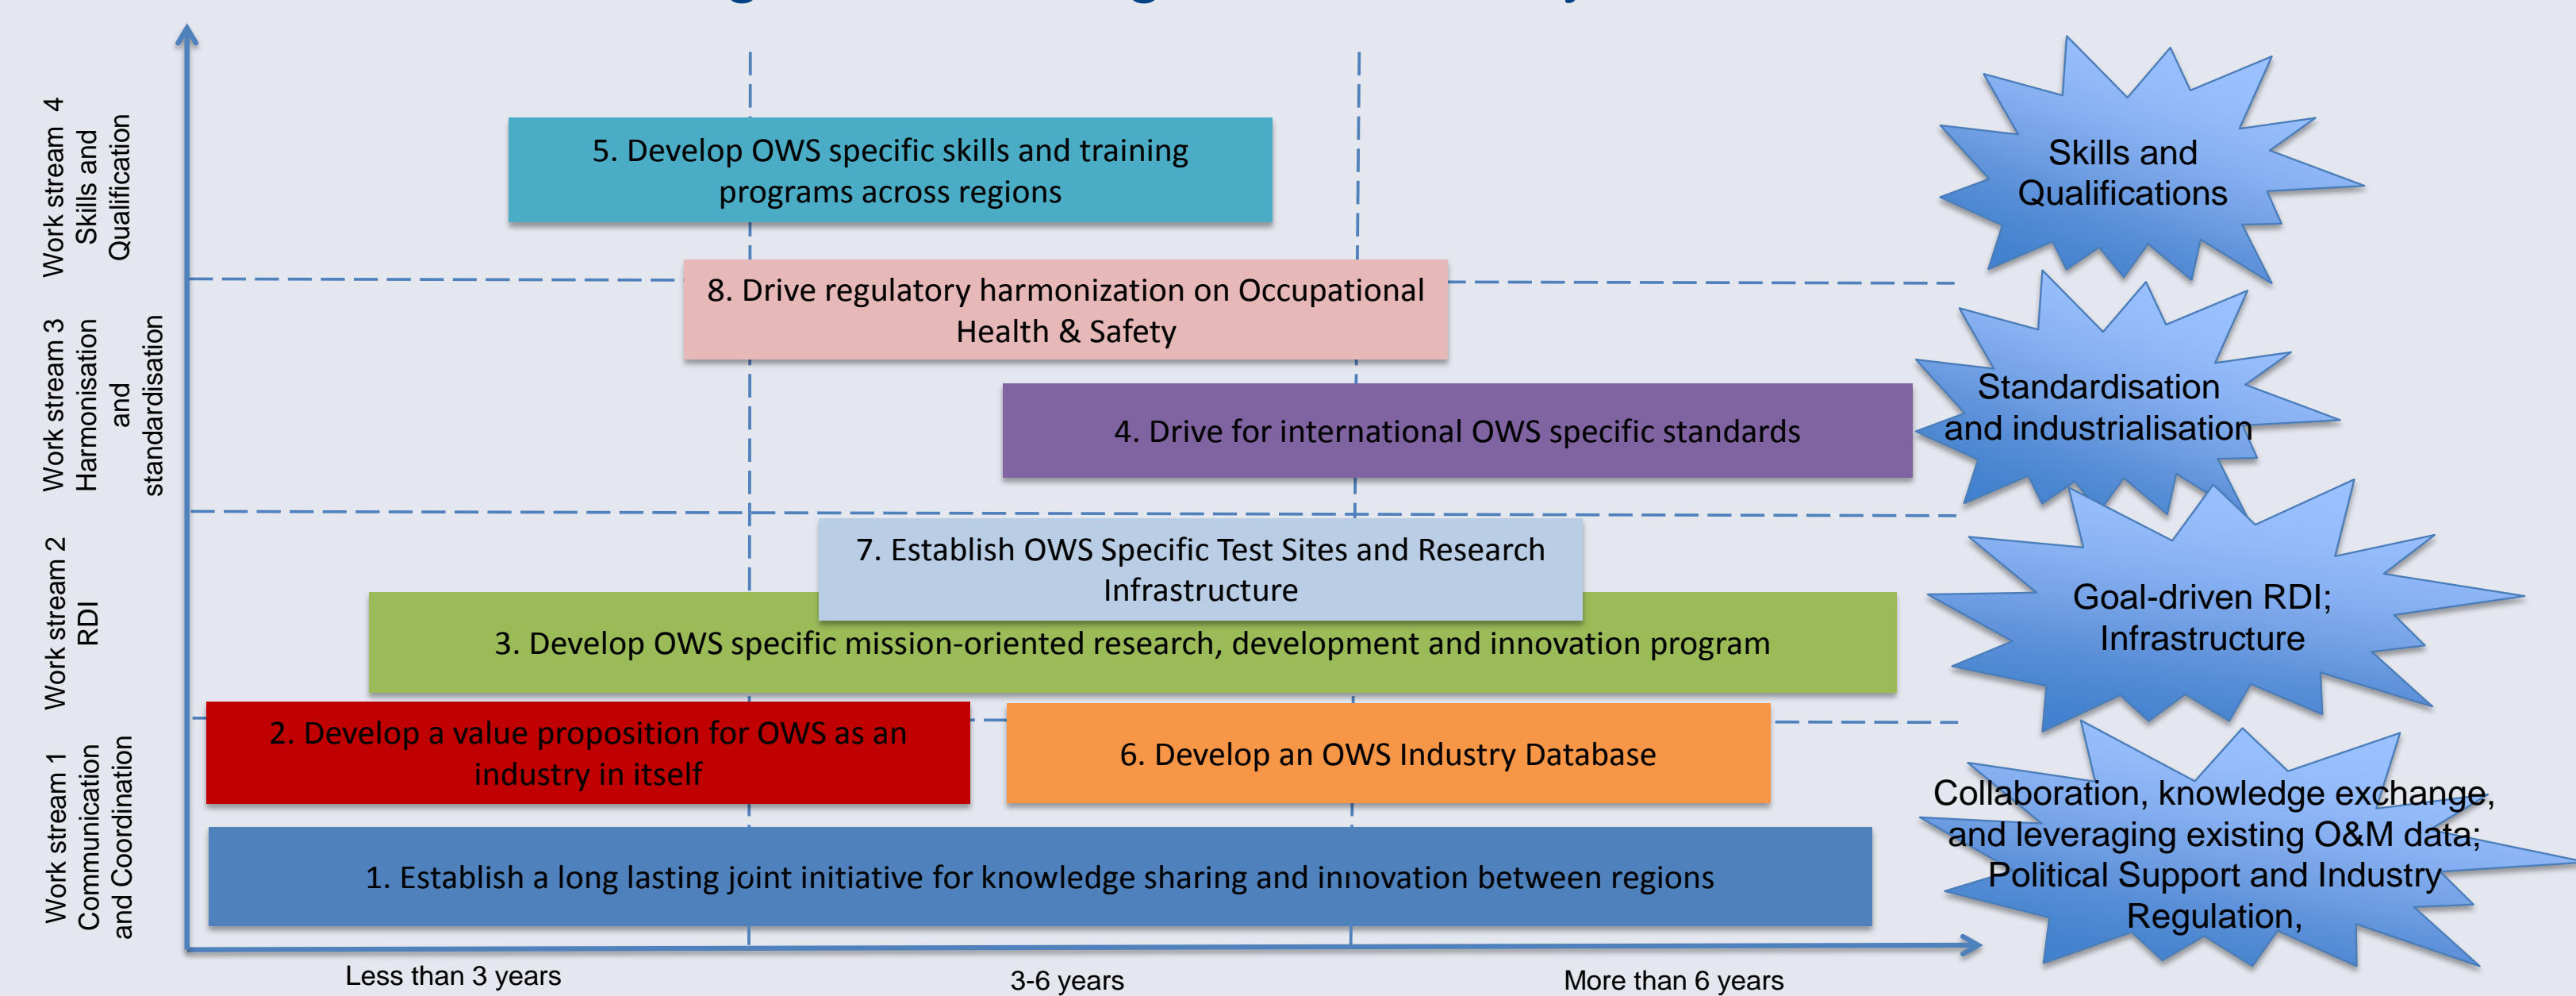 Work stream 4
Skills and
Qualification
5. Develop OWS specific skills and training
programs across regions
Skills and
Qualifications
Work stream 3
Harmonisation
and
standardisation
8. Drive regulatory harmonization on Occupational
Health & Safety
4. Drive for international OWS specific standards
Standardisation
and industrialisation
Work stream 2
RDI
7. Establish OWS Specific Test Sites and Research
Infrastructure
3. Develop OWS specific mission-oriented research, development and innovation program
Goal-driven RDI;
Infrastructure
Work stream 1
Communication
and Coordination
2. Develop a value proposition for OWS as an
industry in itself
6. Develop an OWS Industry Database
1. Establish a long lasting joint initiative for knowledge sharing and innovation between regions
Collaboration, knowledge exchange,
and leveraging existing O&M data;
Political Support and Industry
Regulation,
Less than 3 years
3-6 years
More than 6 years